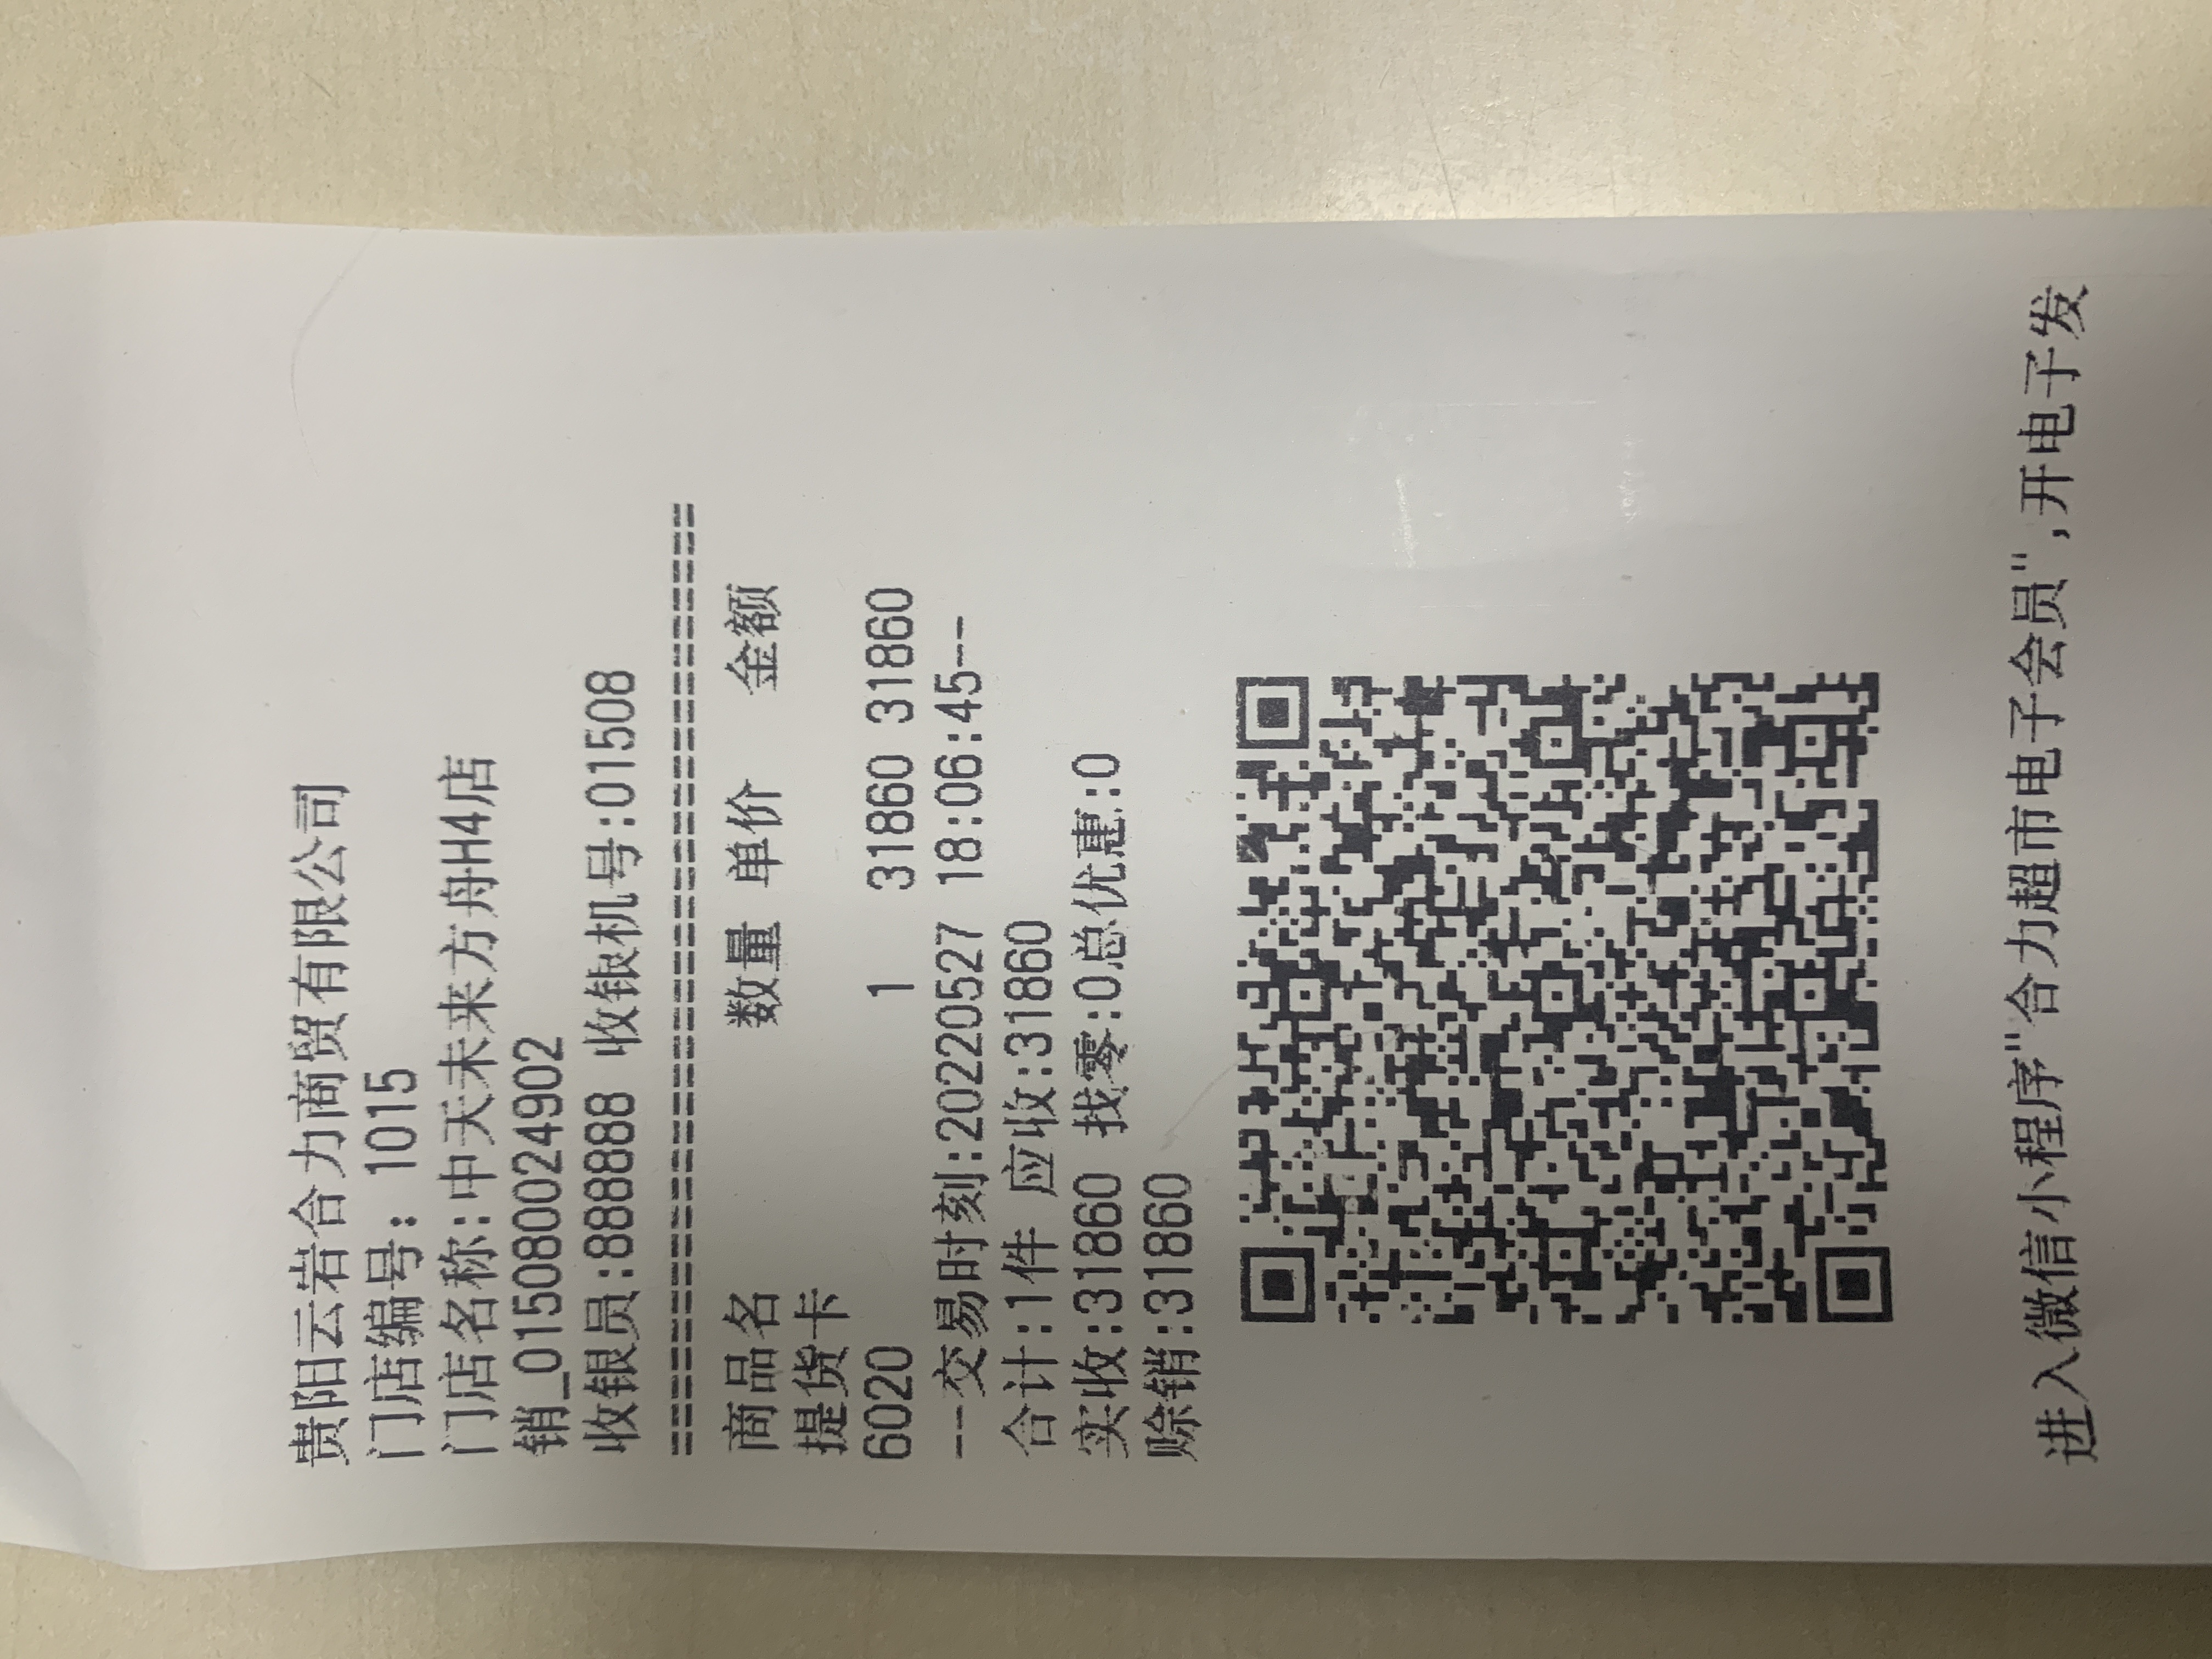 贵阳云岩合力商贸有限公司
门店编号: 1015
门店名称:中天未来方舟H4店
销_0150800024902
收银员:888888 收银机号:01508
========================================
商品名 数量 单价 金额
提货卡
6020 1 31860 31860
--交易时刻:20220527 18:06:45--
合计:1件 应收:31860
实收:31860 找零:0总优惠:0
赊销:31860
进入微信小程序"合力超市电子会员",开电子发